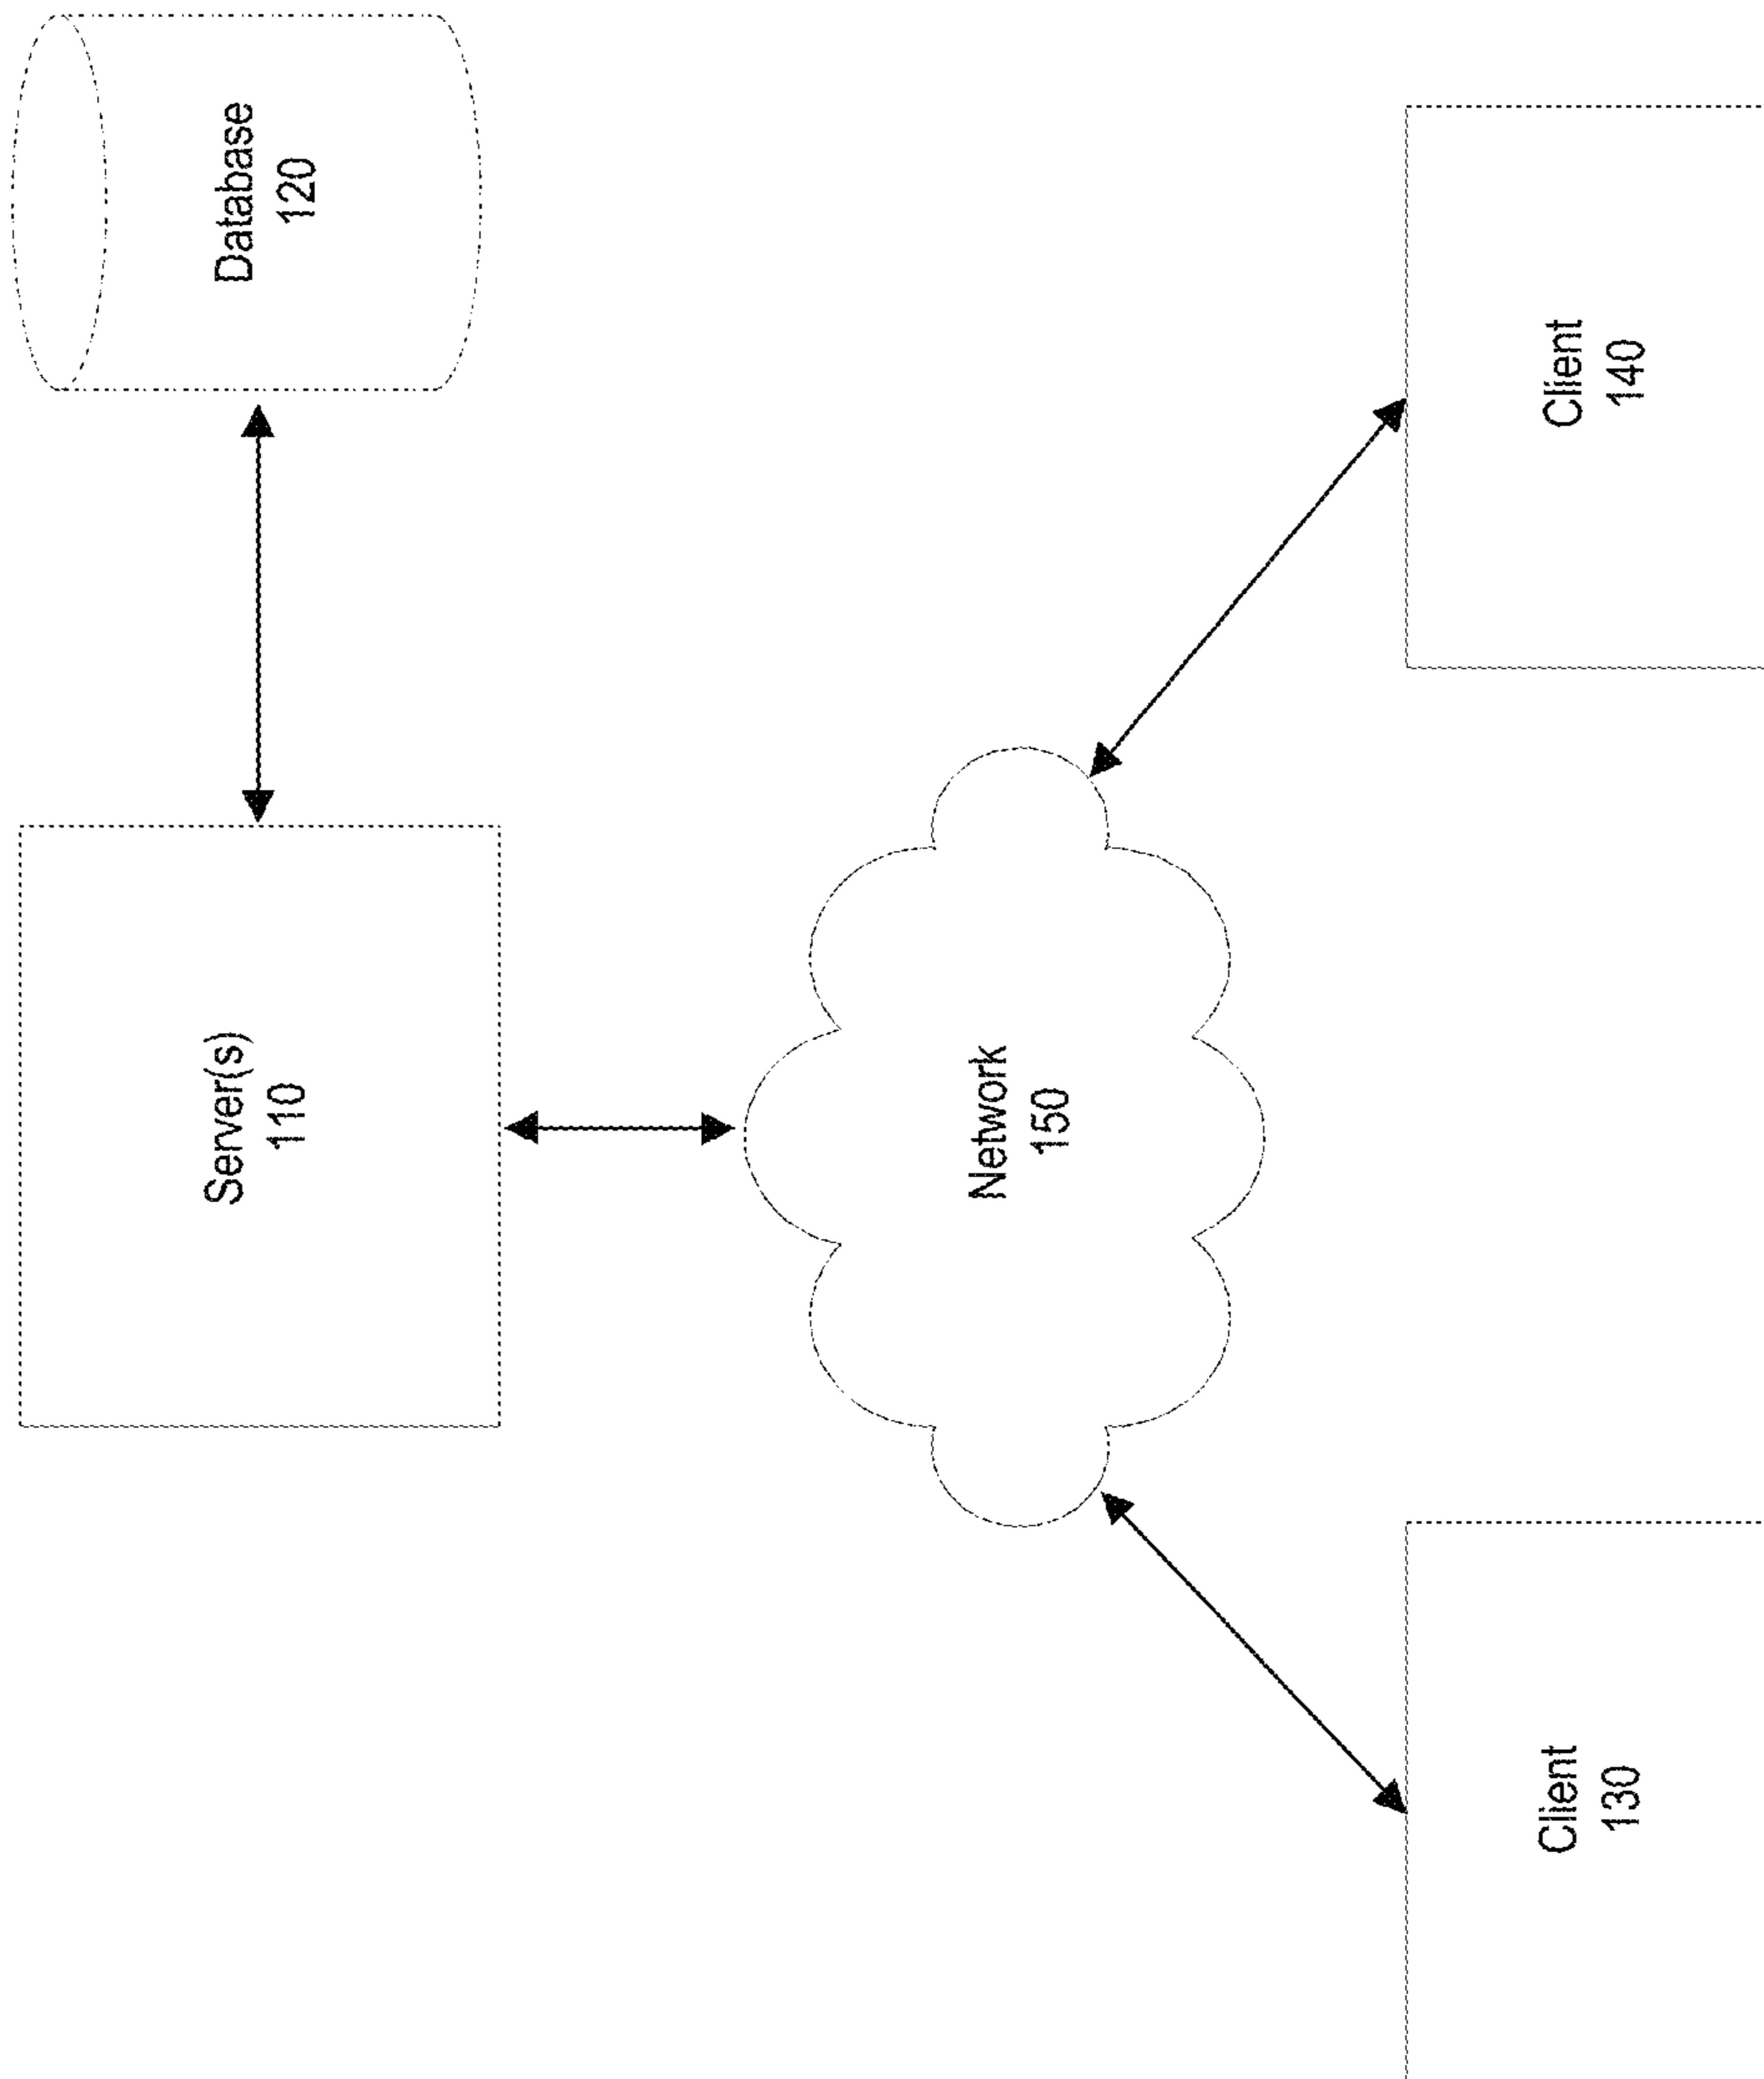 Server(s)
110
Database
120
Network
150
Client
130
Client
140